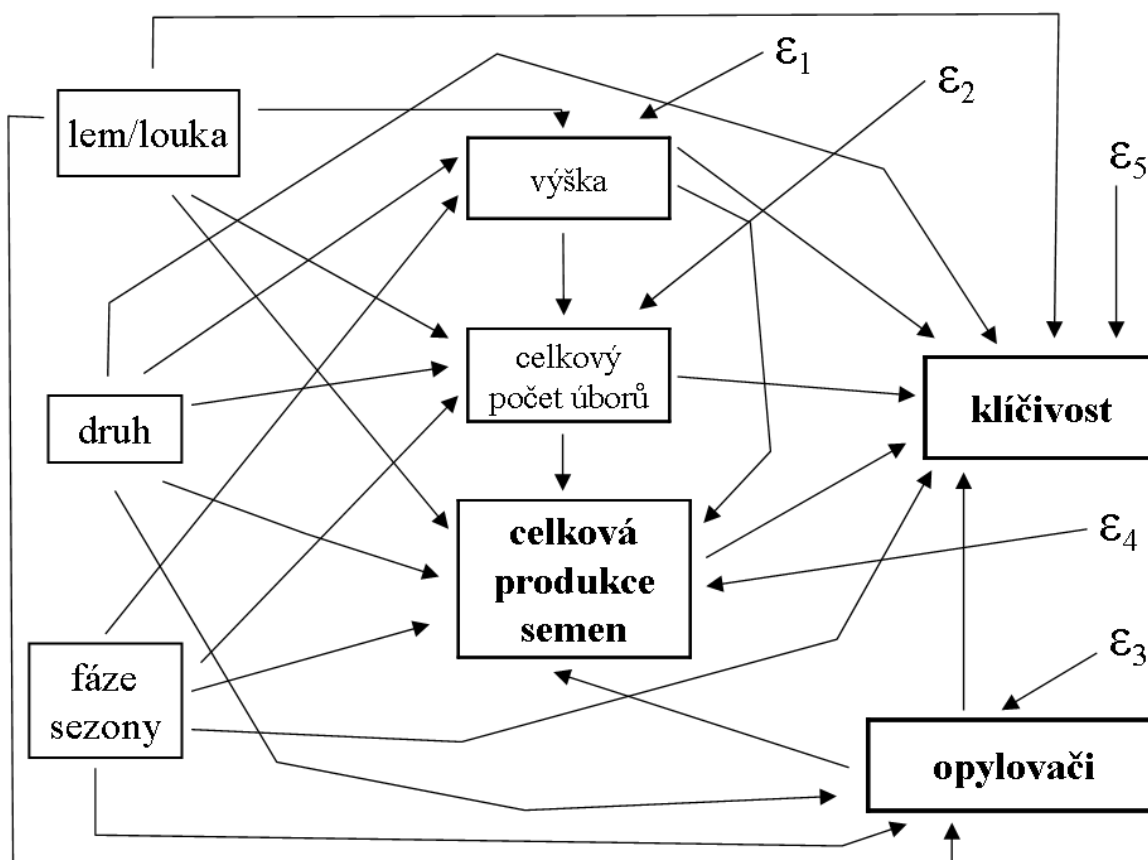 ε1
ε2
lem/louka
ε5
výška
celkový
počet úborů
klíčivost
druh
celková
produkce
semen
ε4
fáze
sezony
ε3
opylovači